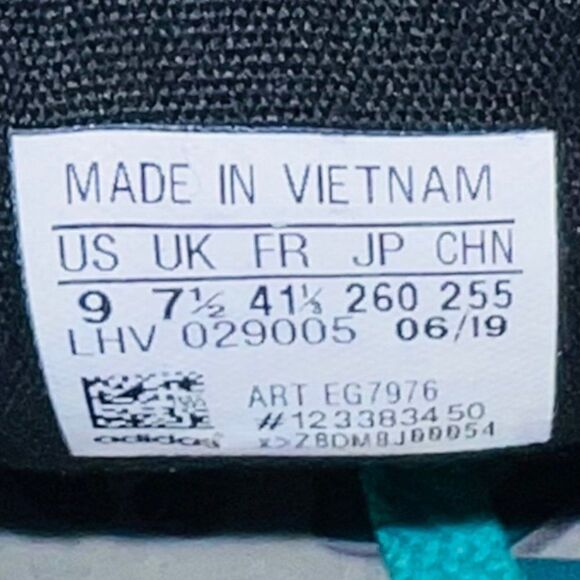 MADE IN VIETNAM
US UK FR JP CHN
9 7½ 41⅓ 260 255
LHV 029005 06/19
ART EG7976
#123383450
adidas